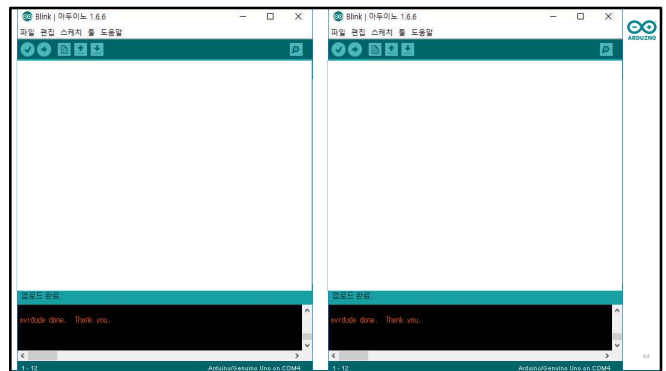 Blink | 아두이노 1.6.6
파일 편집 스케치 툴 도움말
업로드 완료
avrdude done. Thank you.
1 - 12 Arduino/Genuino Uno on COM4
Blink | 아두이노 1.6.6
파일 편집 스케치 툴 도움말
업로드 완료
avrdude done. Thank you.
1 - 12 Arduino/Genuino Uno on COM4
ARDUINO
64